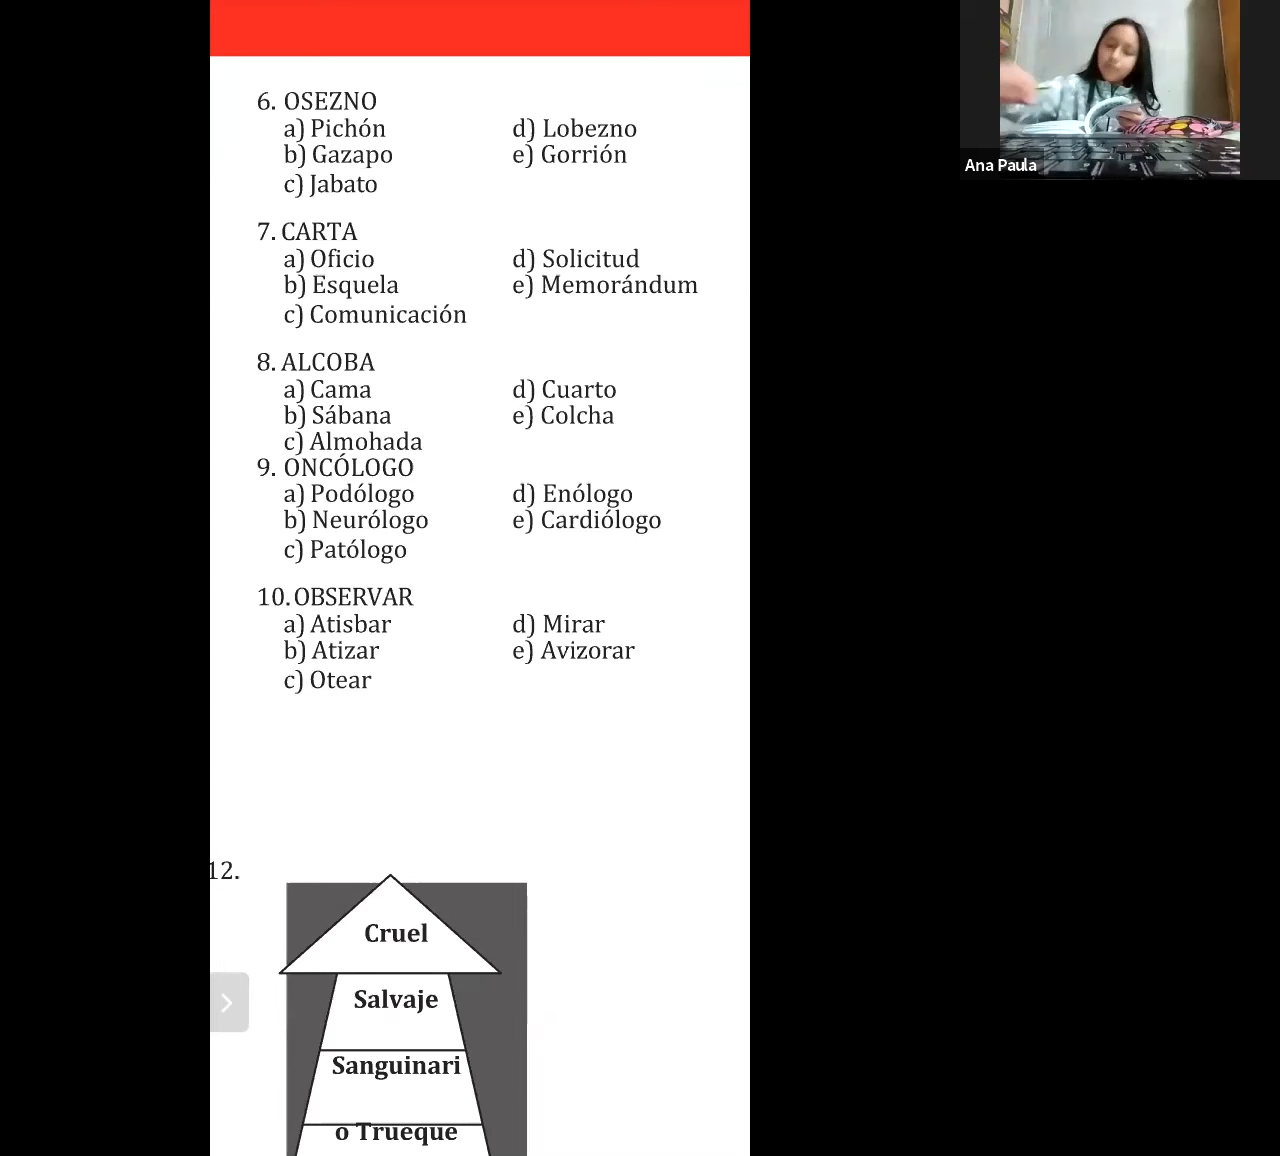 6. OSEZNO
a) Pichón d) Lobezno
b) Gazapo e) Gorrión
c) Jabato
7. CARTA
a) Oficio d) Solicitud
b) Esquela e) Memorándum
c) Comunicación
8. ALCOBA
a) Cama d) Cuarto
b) Sábana e) Colcha
c) Almohada
9. ONCÓLOGO
a) Podólogo d) Enólogo
b) Neurólogo e) Cardiólogo
c) Patólogo
10. OBSERVAR
a) Atisbar d) Mirar
b) Atizar e) Avizorar
c) Otear
12.
Cruel
Salvaje
Sanguinari
o Trueque
Ana Paula